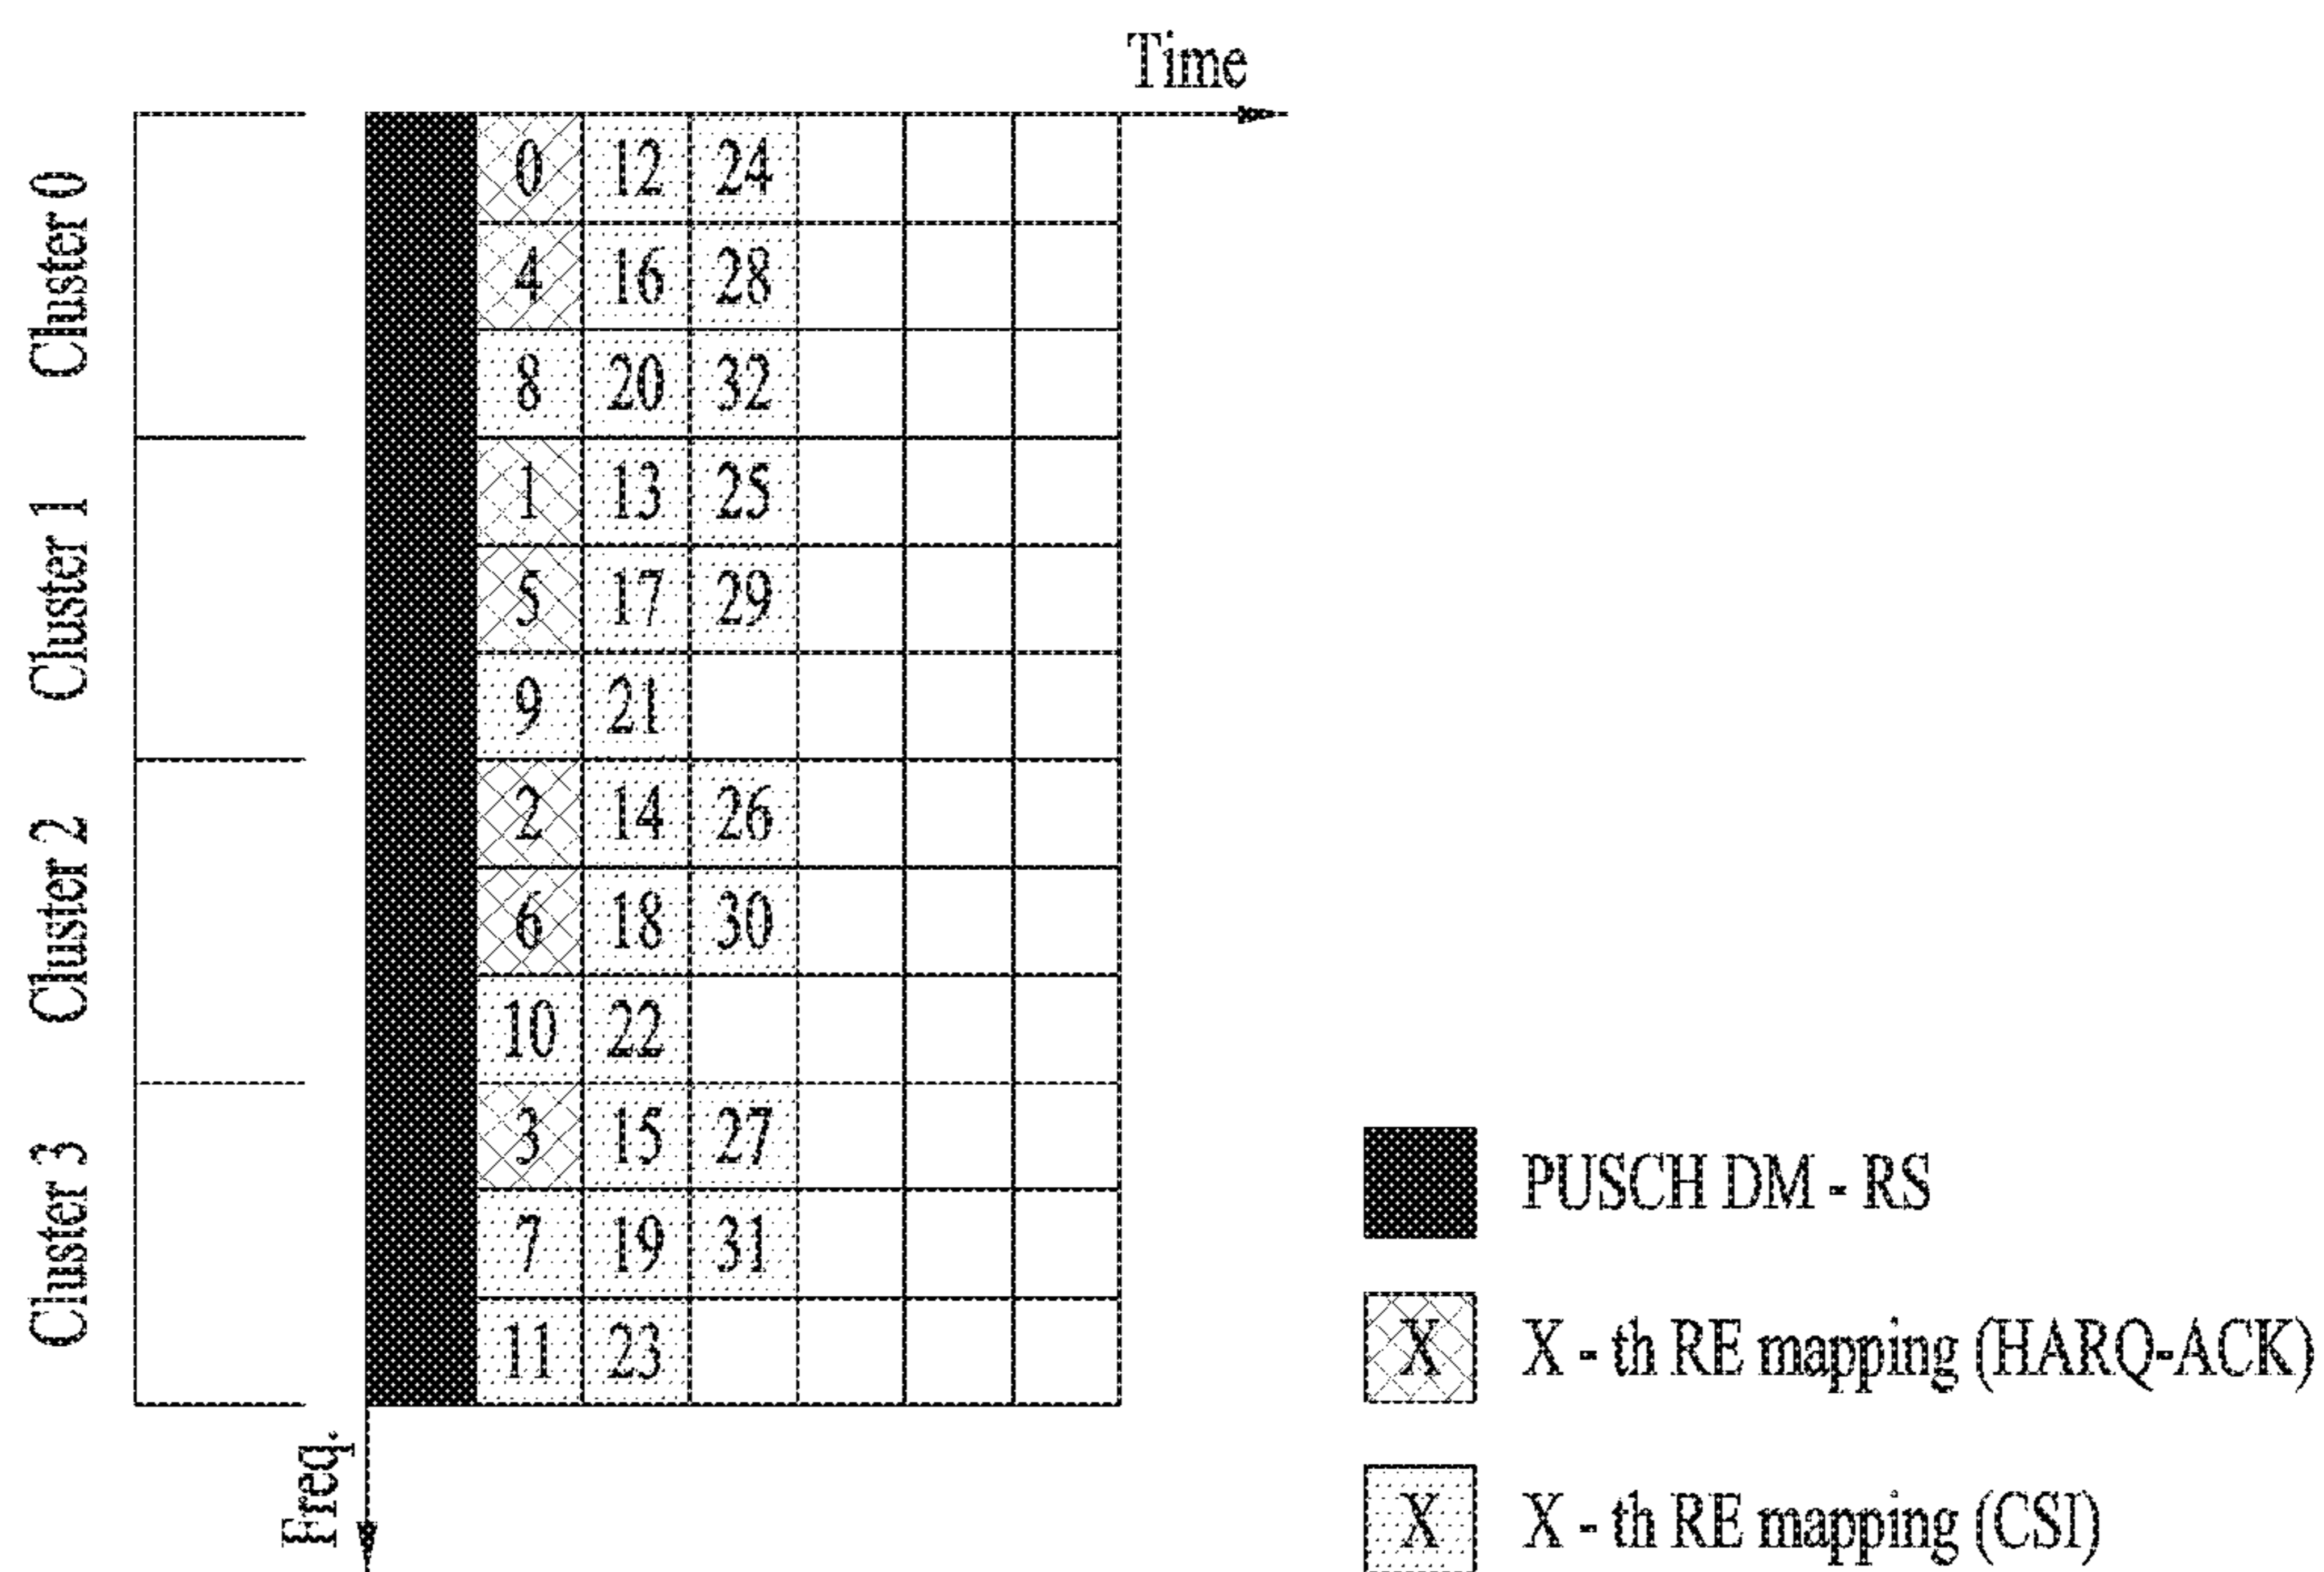 Time
Cluster 0
Cluster 1
Cluster 2
Cluster 3
0 12 24
4 16 28
8 20 32
1 13 25
5 17 29
9 21
2 14 26
6 18 30
10 22
3 15 27
7 19 31
11 23
Freq.
PUSCH DM - RS
X X - th RE mapping (HARQ-ACK)
X X - th RE mapping (CSI)